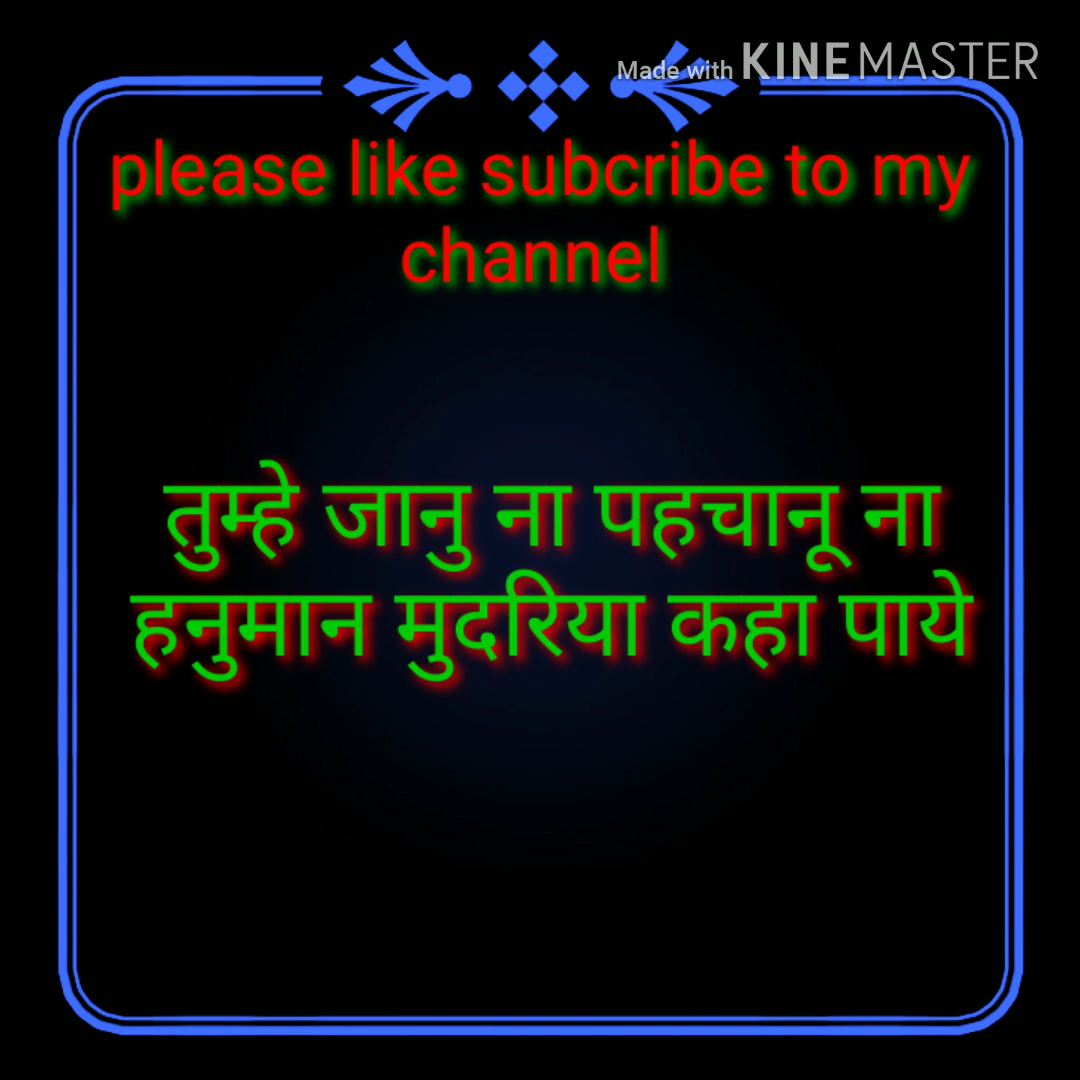 Made with KINEMASTER
please like subcribe to my
channel
तुम्हे जानु ना पहचानू ना
हनुमान मुदरिया कहा पाये